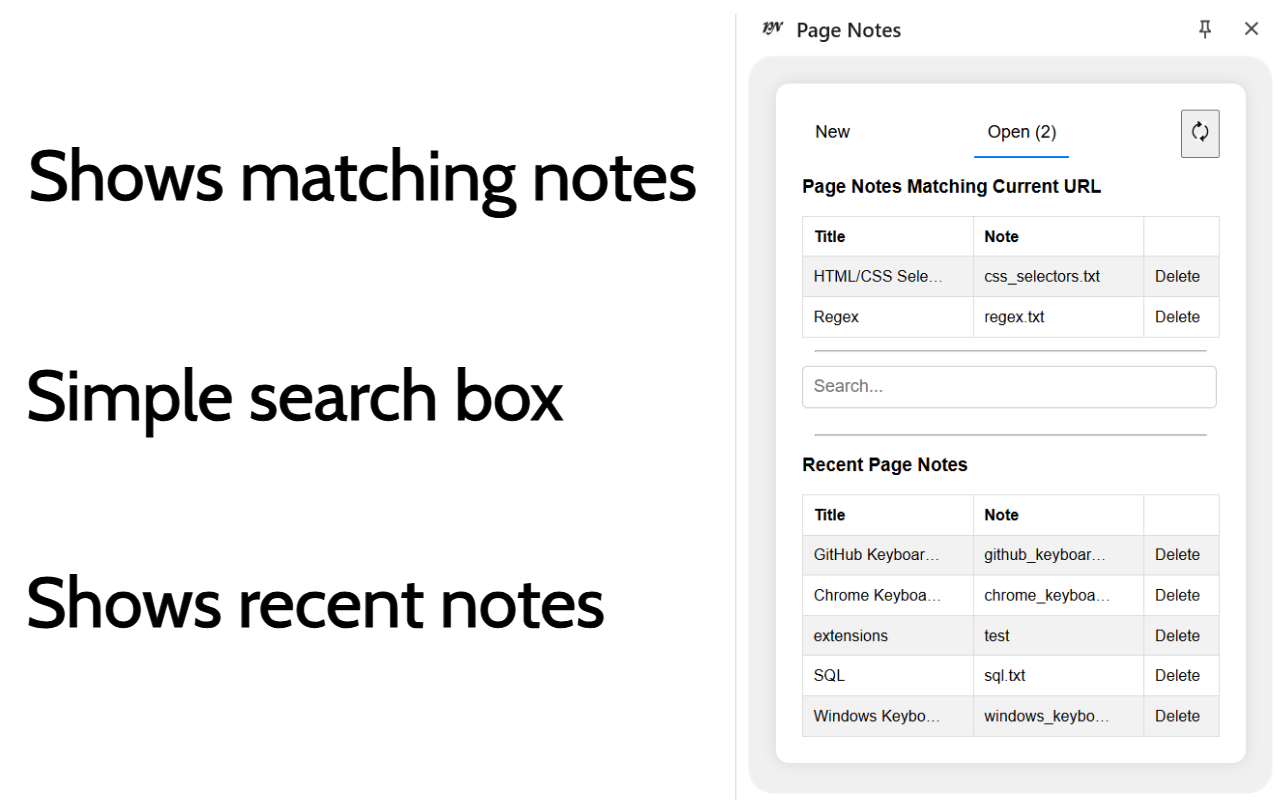 Shows matching notes
Simple search box
Shows recent notes
PN Page Notes
New Open (2)
Page Notes Matching Current URL
Title Note
HTML/CSS Sele... css_selectors.txt Delete
Regex regex.txt Delete
Search...
Recent Page Notes
Title Note
GitHub Keyboar... github_keyboar... Delete
Chrome Keyboa... chrome_keyboa... Delete
extensions test Delete
SQL sql.txt Delete
Windows Keybo... windows_keybo... Delete